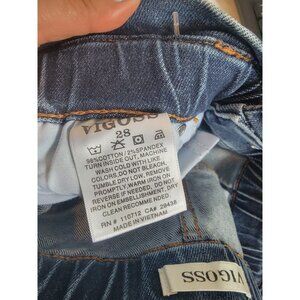 VIGOSS
28
98%COTTON / 2%SPANDEX
TURN INSIDE OUT, MACHINE
WASH COLD WITH LIKE
COLORS, DO NOT BLEACH,
TUMBLE DRY LOW, REMOVE
PROMPTLY, WARM IRON ON
REVERSE IF NEEDED, DO NOT
IRON ON EMBELLISHMENT, DRY
CLEAN RECOMMENDED
RN # 110712 CA# 29438
MADE IN VIETNAM
VIGOSS